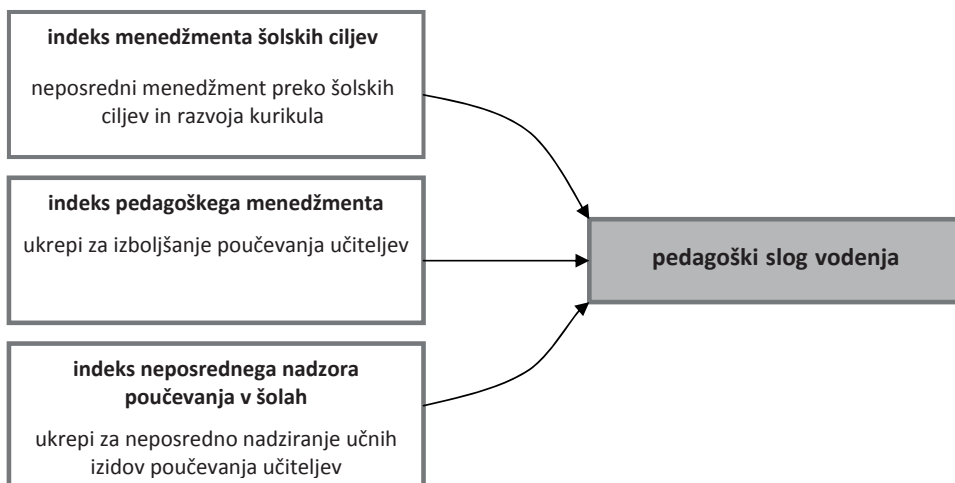 indeks menedžmenta šolskih ciljev
neposredni menedžment preko šolskih
ciljev in razvoja kurikula
indeks pedagoškega menedžmenta
ukrepi za izboljšanje poučevanja učiteljev
pedagoški slog vodenja
indeks neposrednega nadzora
poučevanja v šolah
ukrepi za neposredno nadziranje učnih
izidov poučevanja učiteljev